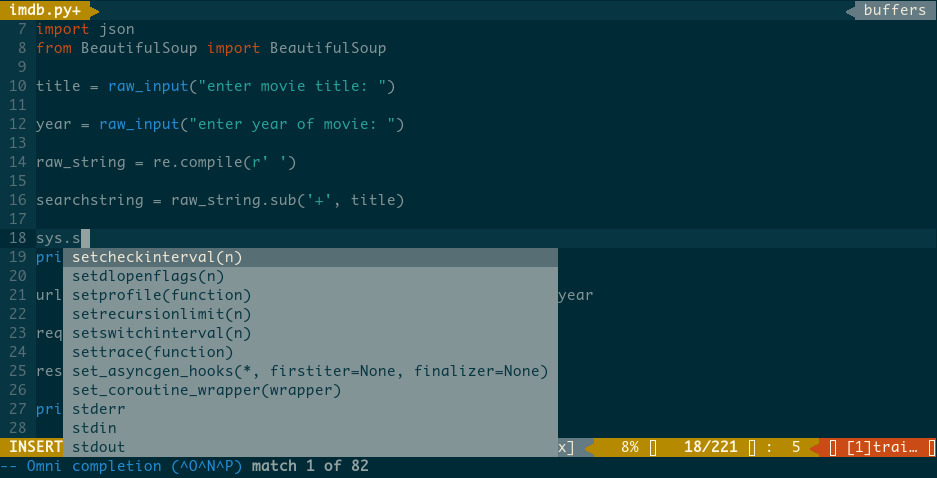 imdb.py+ buffers
7 import json
8 from BeautifulSoup import BeautifulSoup
9
10 title = raw_input("enter movie title: ")
11
12 year = raw_input("enter year of movie: ")
13
14 raw_string = re.compile(r' ')
15
16 searchstring = raw_string.sub('+', title)
17
18 sys.s
19 pri setcheckinterval(n)
20 setdlopenflags(n)
21 url setprofile(function) year
22 setrecursionlimit(n)
23 req setswitchinterval(n)
24 settrace(function)
25 res set_asyncgen_hooks(*, firstiter=None, finalizer=None)
26 set_coroutine_wrapper(wrapper)
27 pri stderr
28 stdin
INSERT stdout x] 8% 18/221 : 5 [1]trai…
-- Omni completion (^O^N^P) match 1 of 82